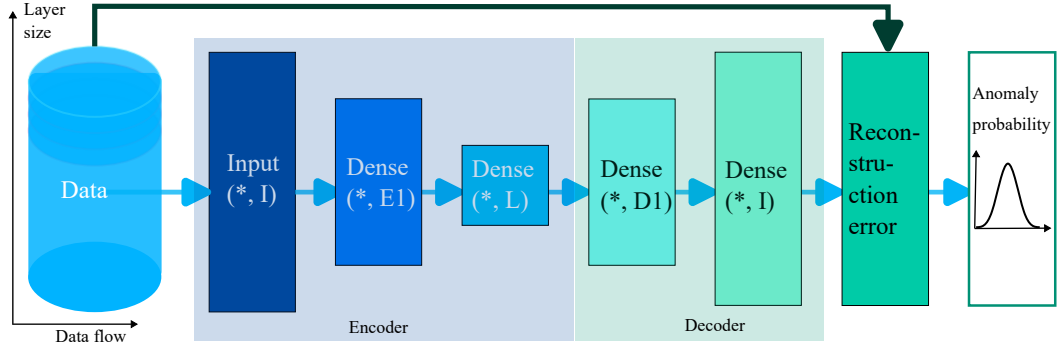 Layer
size
Data
Data flow
Input
(*, I)
Dense
(*, E1)
Dense
(*, L)
Encoder
Dense
(*, D1)
Dense
(*, I)
Decoder
Recon-
stru-
ction
error
Anomaly
probability